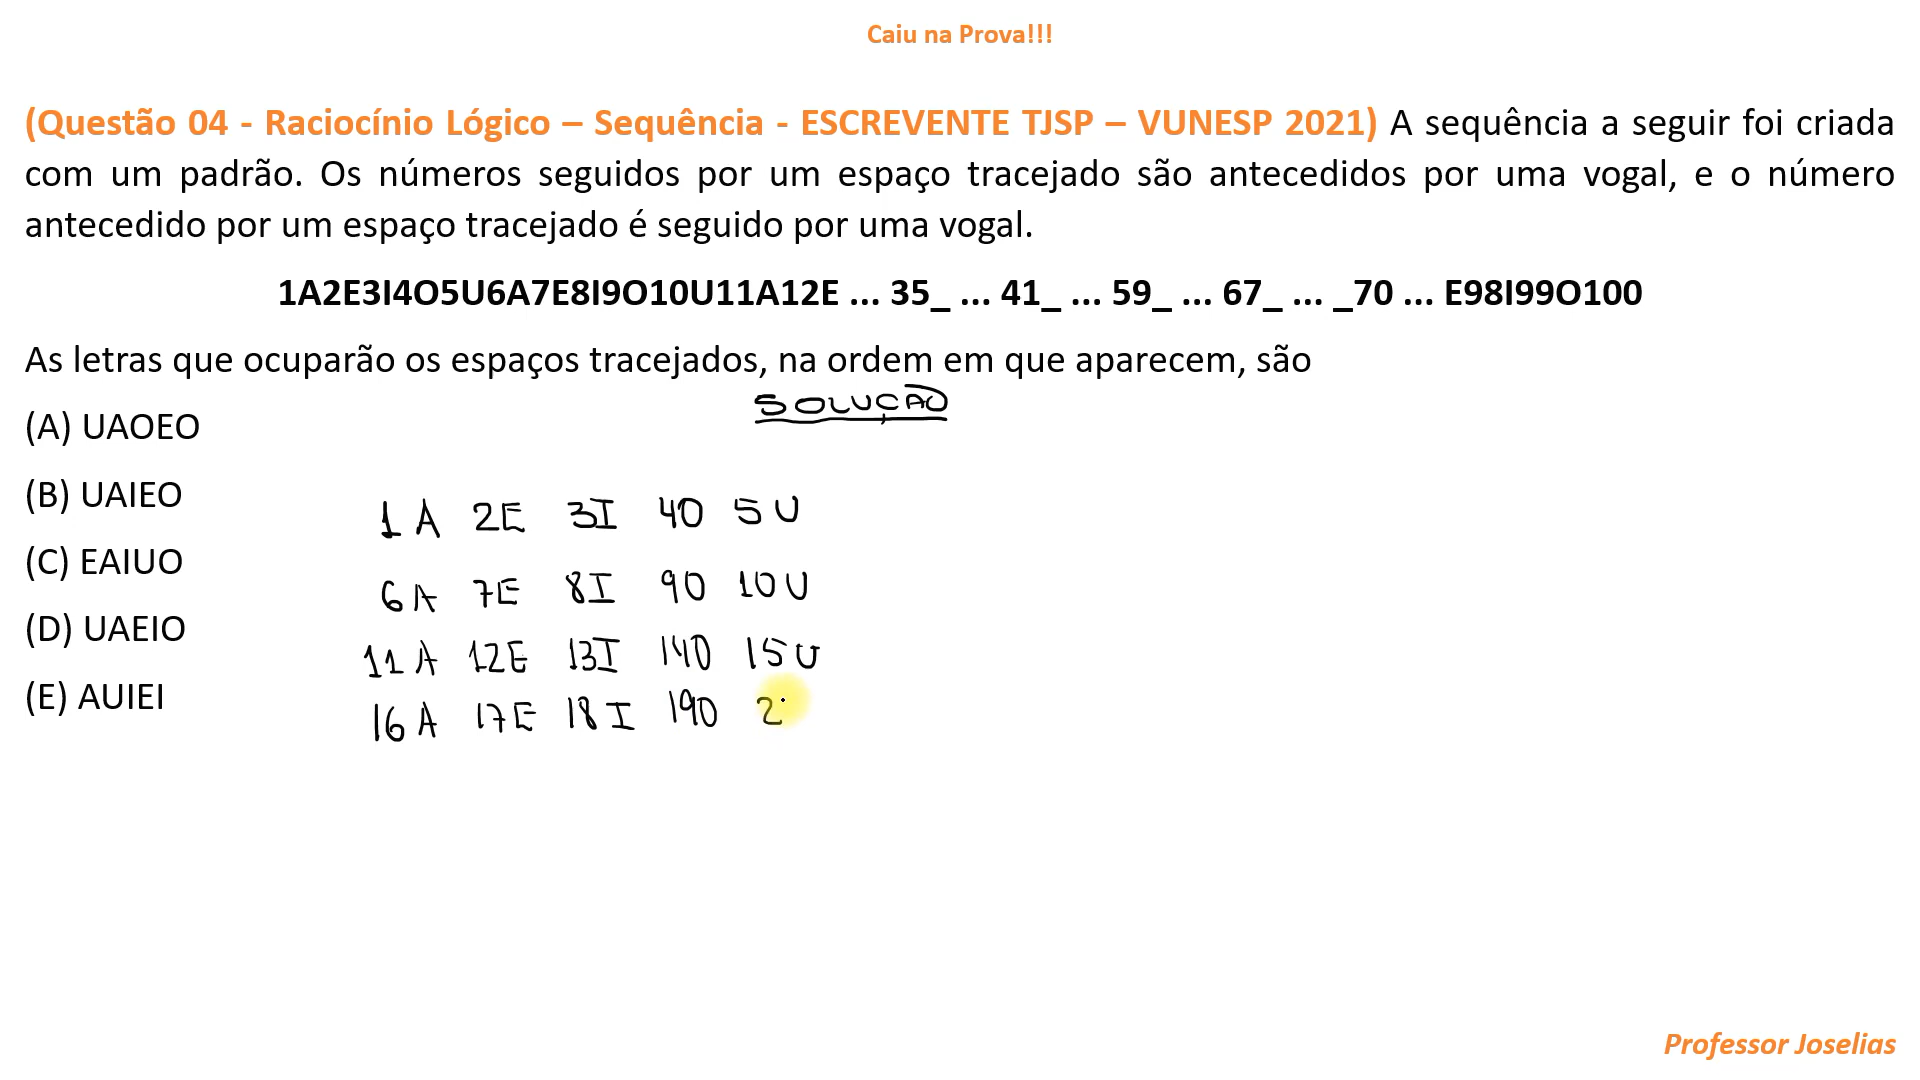 Caiu na Prova!!!
(Questão 04 - Raciocínio Lógico – Sequência - ESCREVENTE TJSP – VUNESP 2021) A sequência a seguir foi criada
com um padrão. Os números seguidos por um espaço tracejado são antecedidos por uma vogal, e o número
antecedido por um espaço tracejado é seguido por uma vogal.
1A2E3I4O5U6A7E8I9O10U11A12E ... 35_ ... 41_ ... 59_ ... 67_ ... _70 ... E98I99O100
As letras que ocuparão os espaços tracejados, na ordem em que aparecem, são
SOLUÇÃO
(A) UAOEO
(B) UAIEO
(C) EAIUO
(D) UAEIO
(E) AUIEI
1A 2E 3I 4O 5U
6A 7E 8I 9O 10U
11A 12E 13I 14O 15U
16A 17E 18I 19O 2
Professor Joselias